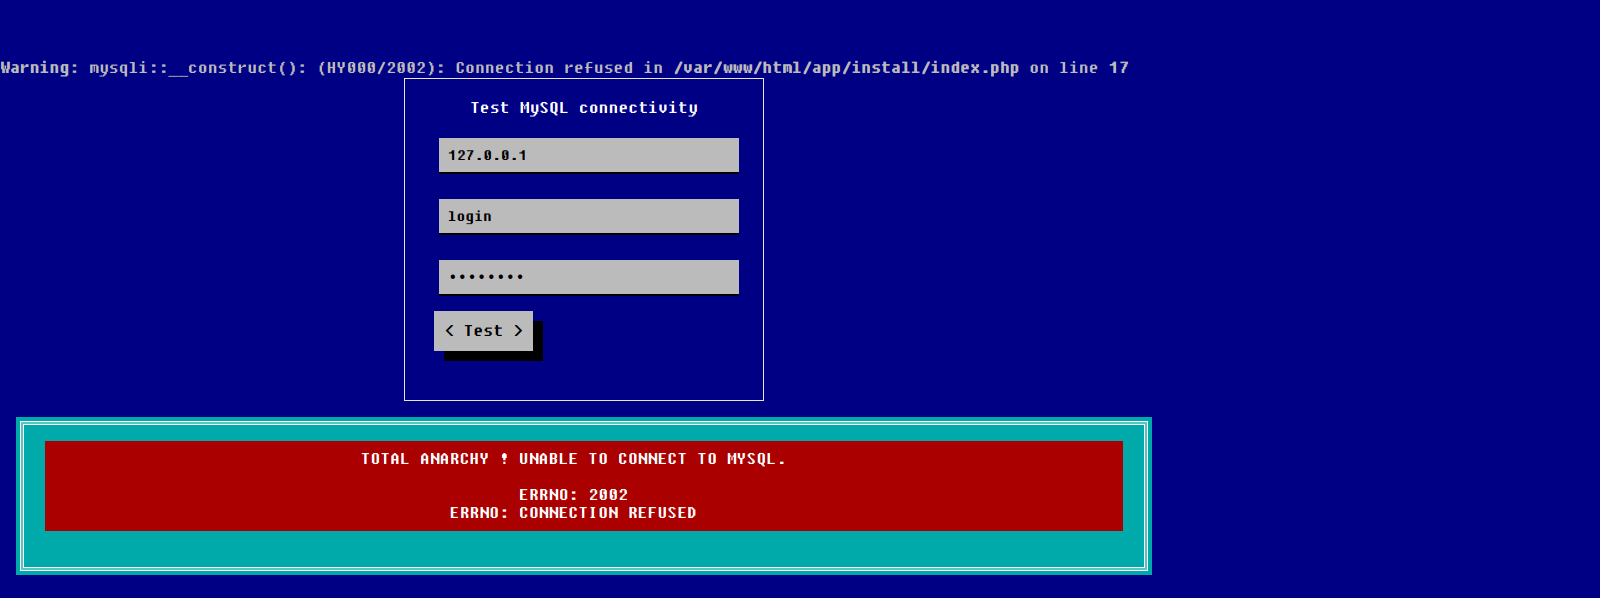 Warning: mysqli::__construct(): (HY000/2002): Connection refused in /var/www/html/app/install/index.php on line 17
Test MySQL connectivity
127.0.0.1
login
••••••••
< Test >
TOTAL ANARCHY ! UNABLE TO CONNECT TO MYSQL.
ERRNO: 2002
ERRNO: CONNECTION REFUSED